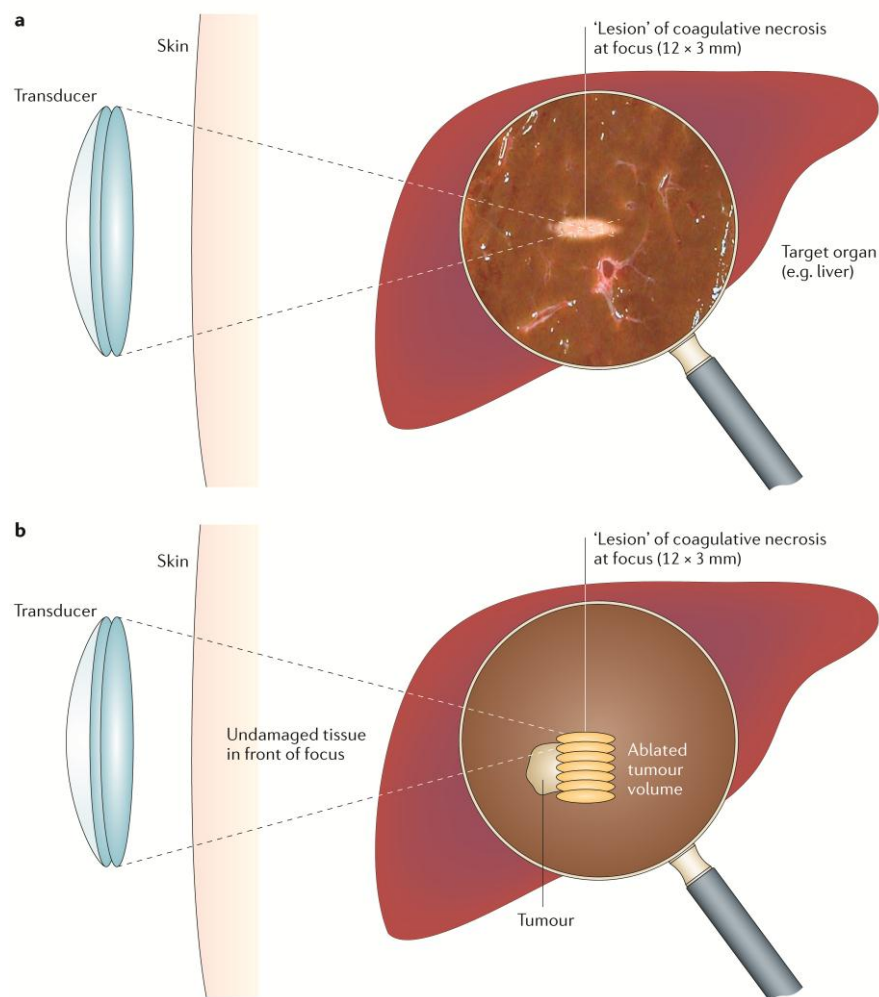 a
Skin
‘Lesion’ of coagulative necrosis
at focus (12 × 3 mm)
Transducer
Target organ
(e.g. liver)
b
Skin
‘Lesion’ of coagulative necrosis
at focus (12 × 3 mm)
Transducer
Undamaged tissue
in front of focus
Ablated
tumour
volume
Tumour